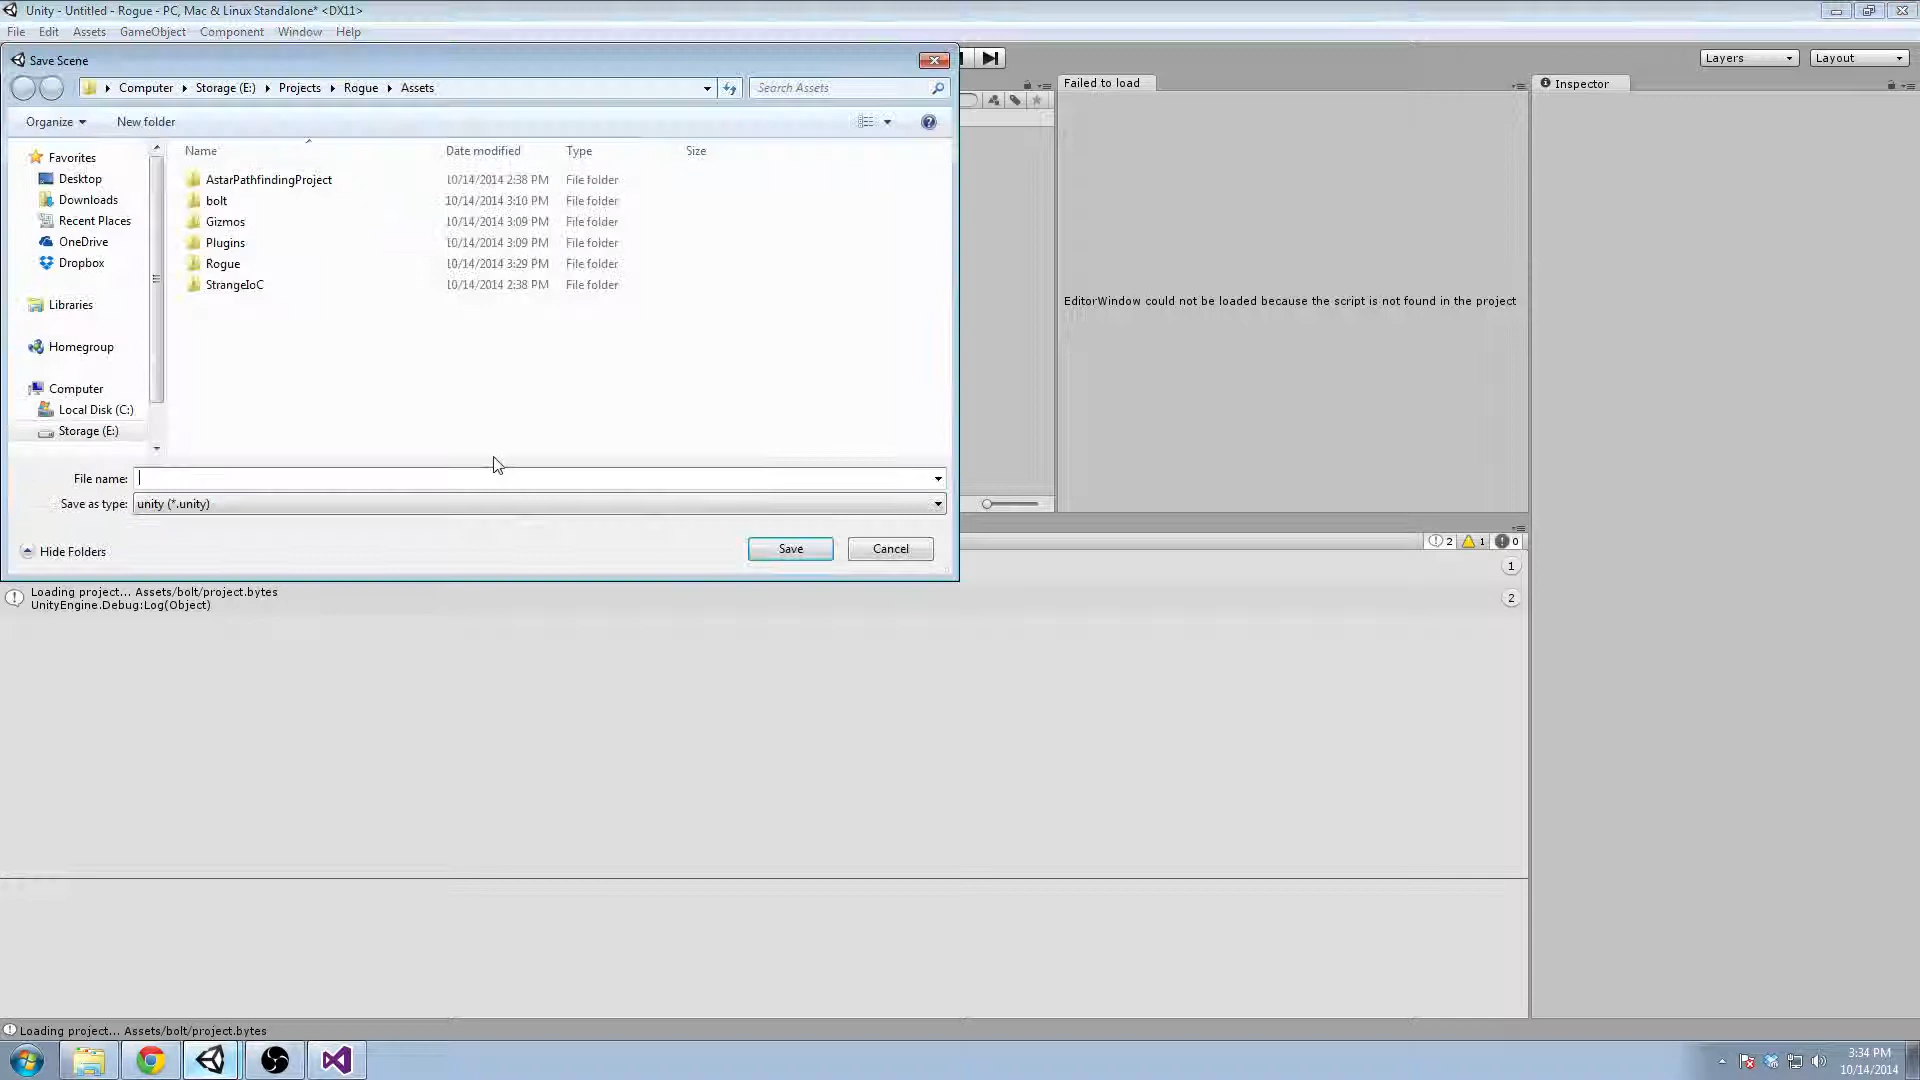 Unity - Untitled - Rogue - PC, Mac & Linux Standalone* <DX11>
File Edit Assets GameObject Component Window Help
Save Scene
Computer Storage (E:) Projects Rogue Assets
Search Assets
Layers
Layout
Organize
New folder
Failed to load
Inspector
Name Date modified Type Size
Favorites
Desktop
Downloads
Recent Places
OneDrive
Dropbox
Libraries
Homegroup
Computer
Local Disk (C:)
Storage (E:)
AstarPathfindingProject 10/14/2014 2:38 PM File folder
bolt 10/14/2014 3:10 PM File folder
Gizmos 10/14/2014 3:09 PM File folder
Plugins 10/14/2014 3:09 PM File folder
Rogue 10/14/2014 3:29 PM File folder
StrangeIoC 10/14/2014 2:38 PM File folder
EditorWindow could not be loaded because the script is not found in the project
File name:
Save as type: unity (*.unity)
Hide Folders
Save
Cancel
2 1 0
1
Loading project... Assets/bolt/project.bytes
UnityEngine.Debug:Log(Object)
2
Loading project... Assets/bolt/project.bytes
3:34 PM
10/14/2014